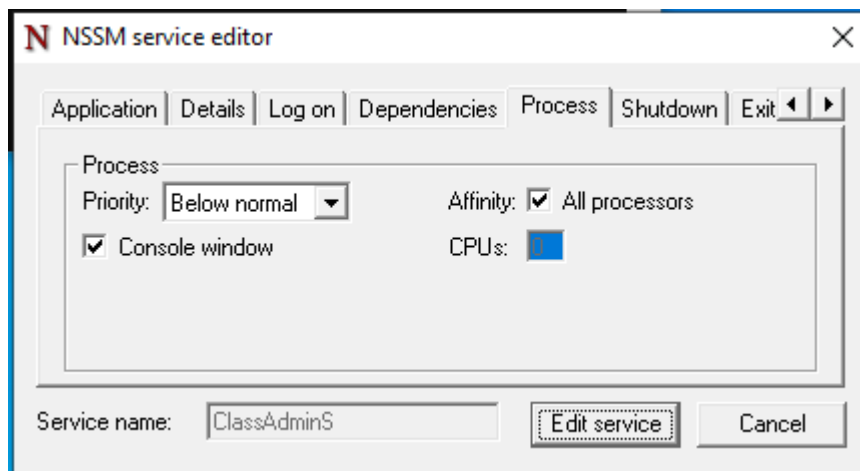 NSSM service editor
Application Details Log on Dependencies Process Shutdown Exit
Process
Priority: Below normal Affinity: All processors
Console window CPUs: 0
Service name: ClassAdminS Edit service Cancel